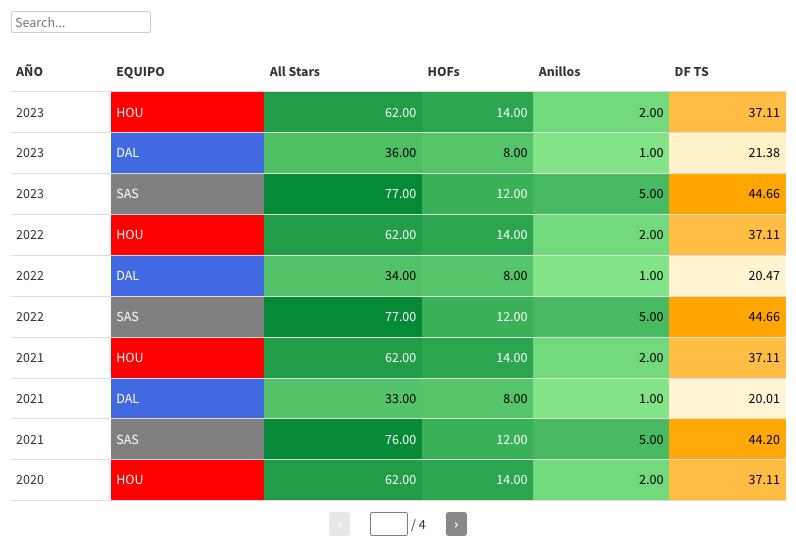 Search...
AÑO EQUIPO All Stars HOFs Anillos DF TS
2023 HOU 62.00 14.00 2.00 37.11
2023 DAL 36.00 8.00 1.00 21.38
2023 SAS 77.00 12.00 5.00 44.66
2022 HOU 62.00 14.00 2.00 37.11
2022 DAL 34.00 8.00 1.00 20.47
2022 SAS 77.00 12.00 5.00 44.66
2021 HOU 62.00 14.00 2.00 37.11
2021 DAL 33.00 8.00 1.00 20.01
2021 SAS 76.00 12.00 5.00 44.20
2020 HOU 62.00 14.00 2.00 37.11
‹ / 4 ›